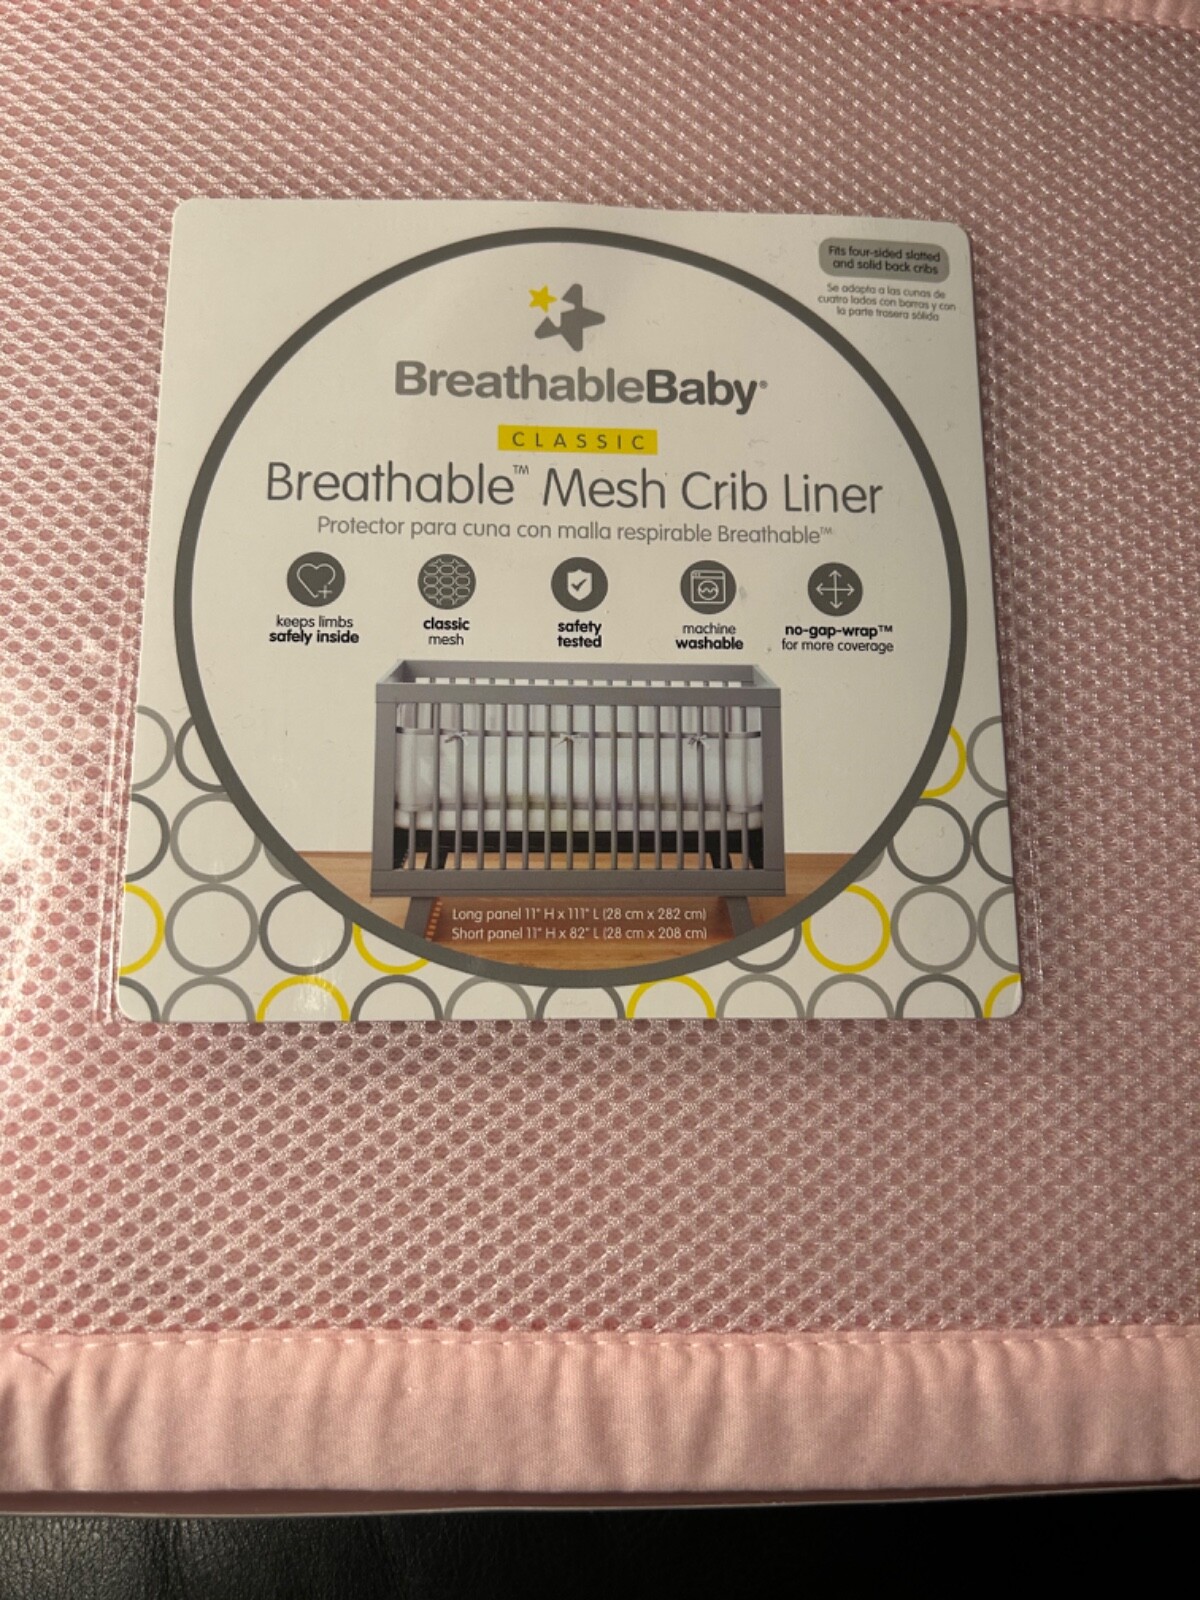 Fits four-sided slatted
and solid back cribs
Se adapta a las cunas de
cuatro lados con barras y con
la parte trasera sólida
BreathableBaby®
CLASSIC
Breathable™ Mesh Crib Liner
Protector para cuna con malla respirable Breathable™
keeps limbs
safely inside
classic
mesh
safety
tested
machine
washable
no-gap-wrap™
for more coverage
Long panel 11" H x 111" L (28 cm x 282 cm)
Short panel 11" H x 82" L (28 cm x 208 cm)